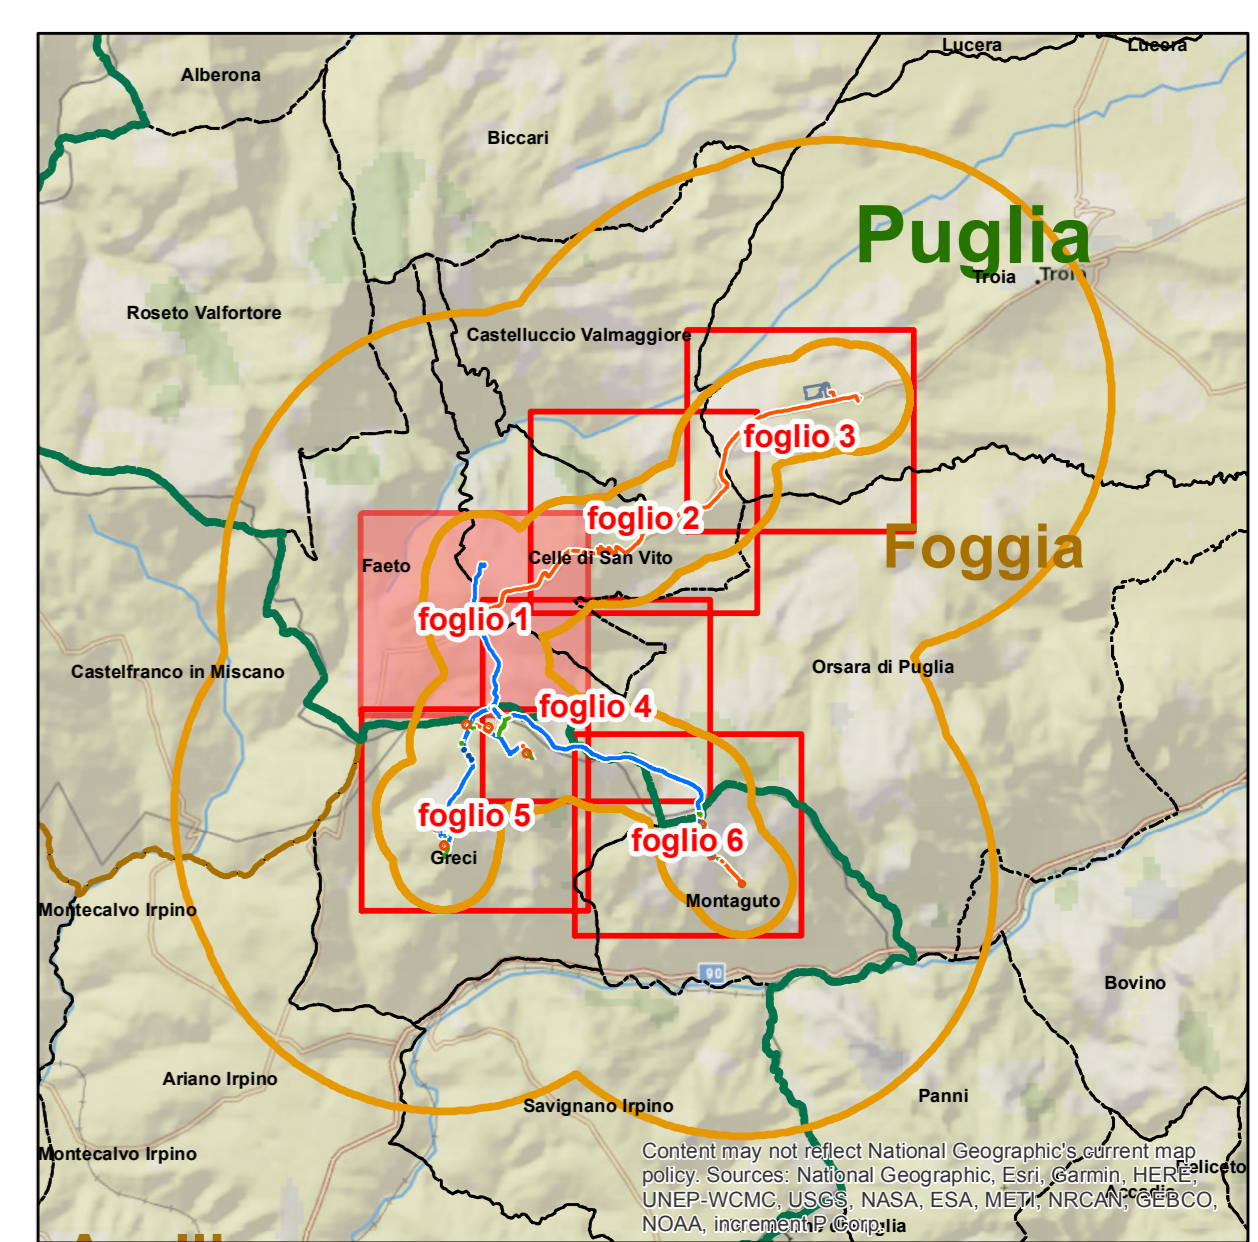 Lucera
Lucera
Alberona
Biccari
Puglia
Troia
Troia
Roseto Valfortore
Castelluccio Valmaggiore
foglio 3
foglio 2
Foggia
Celle di San Vito
Faeto
foglio 1
Castelfranco in Miscano
Orsara di Puglia
foglio 4
foglio 5
foglio 6
Greci
Montaguto
Montecalvo Irpino
90
Bovino
Ariano Irpino
Panni
Savignano Irpino
Montecalvo Irpino
Content may not reflect National Geographic's current map
policy. Sources: National Geographic, Esri, Garmin, HERE,
UNEP-WCMC, USGS, NASA, ESA, METI, NRCAN, GEBCO,
NOAA, increment P Corp.
Deliceto
Accadia